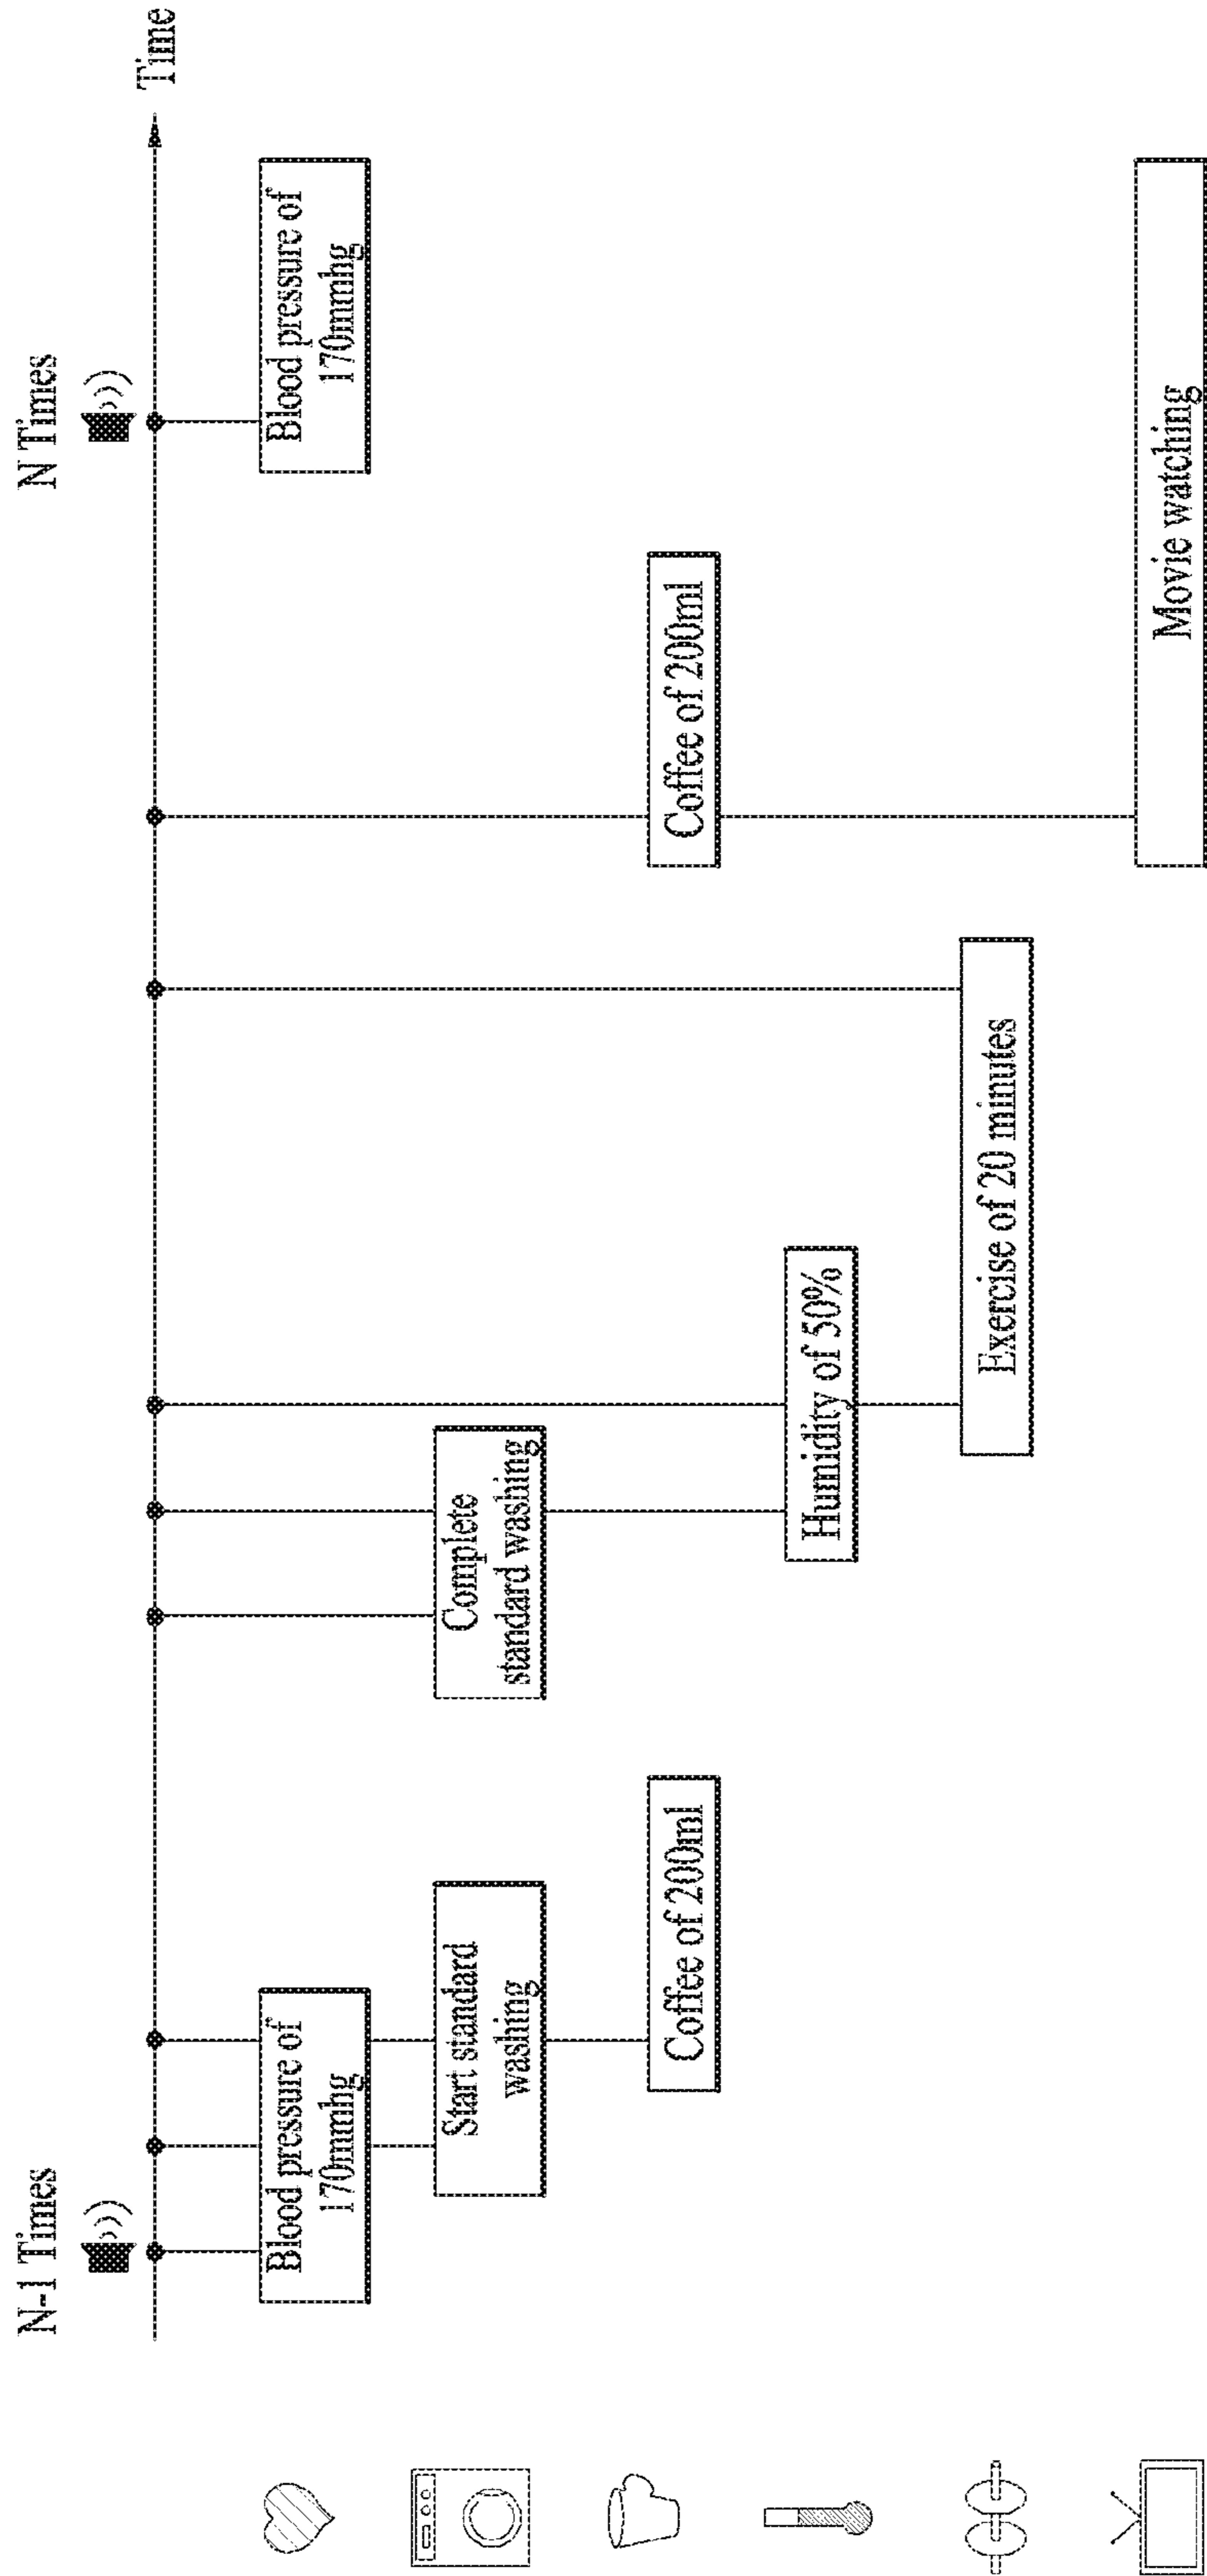 N-1 Times
N Times
Time
Blood pressure of
170mmhg
Blood pressure of
170mmhg
Start standard
washing
Complete
standard washing
Coffee of 200ml
Coffee of 200ml
Humidity of 50%
Exercise of 20 minutes
Movie watching